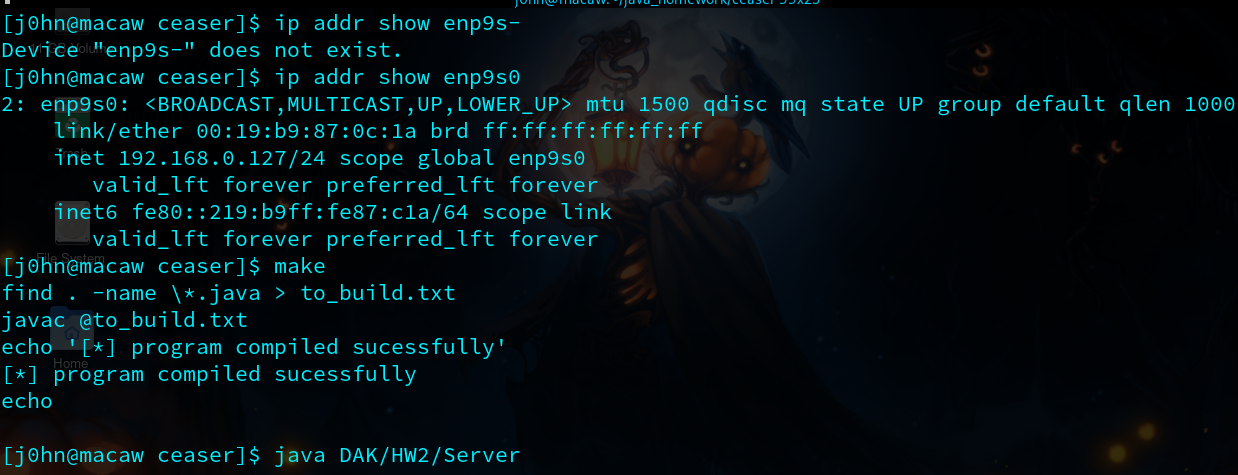 j0hn@macaw:~/java_homework/ceaser 95x25
[j0hn@macaw ceaser]$ ip addr show enp9s-
Device "enp9s-" does not exist.
[j0hn@macaw ceaser]$ ip addr show enp9s0
2: enp9s0: <BROADCAST,MULTICAST,UP,LOWER_UP> mtu 1500 qdisc mq state UP group default qlen 1000
    link/ether 00:19:b9:87:0c:1a brd ff:ff:ff:ff:ff:ff
    inet 192.168.0.127/24 scope global enp9s0
       valid_lft forever preferred_lft forever
    inet6 fe80::219:b9ff:fe87:c1a/64 scope link
       valid_lft forever preferred_lft forever
File System
[j0hn@macaw ceaser]$ make
find . -name \*.java > to_build.txt
javac @to_build.txt
echo '[*] program compiled sucessfully'
Home
[*] program compiled sucessfully
echo
[j0hn@macaw ceaser]$ java DAK/HW2/Server